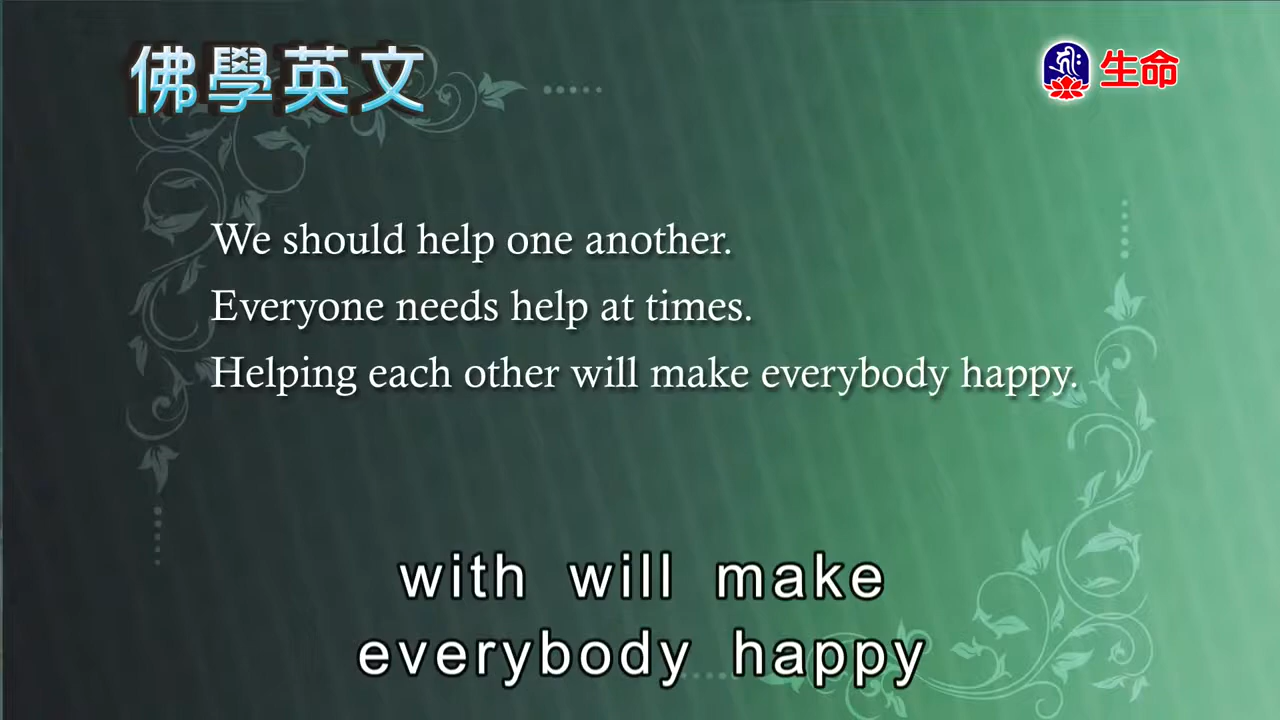 佛學英文
生命
We should help one another.
Everyone needs help at times.
Helping each other will make everybody happy.
with will make
everybody happy